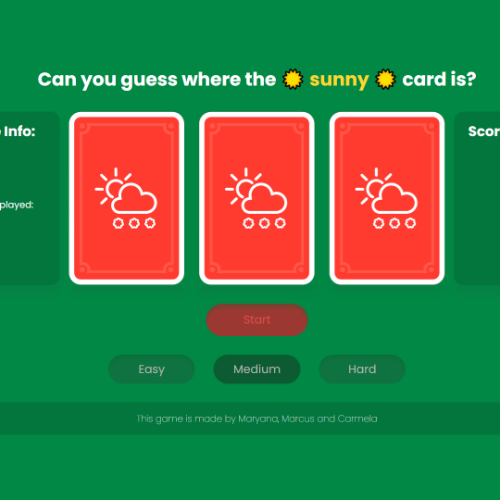 Can you guess where the sunny card is?
Info:
Scor
played:
Start
Easy
Medium
Hard
This game is made by Maryana, Marcus and Carmela